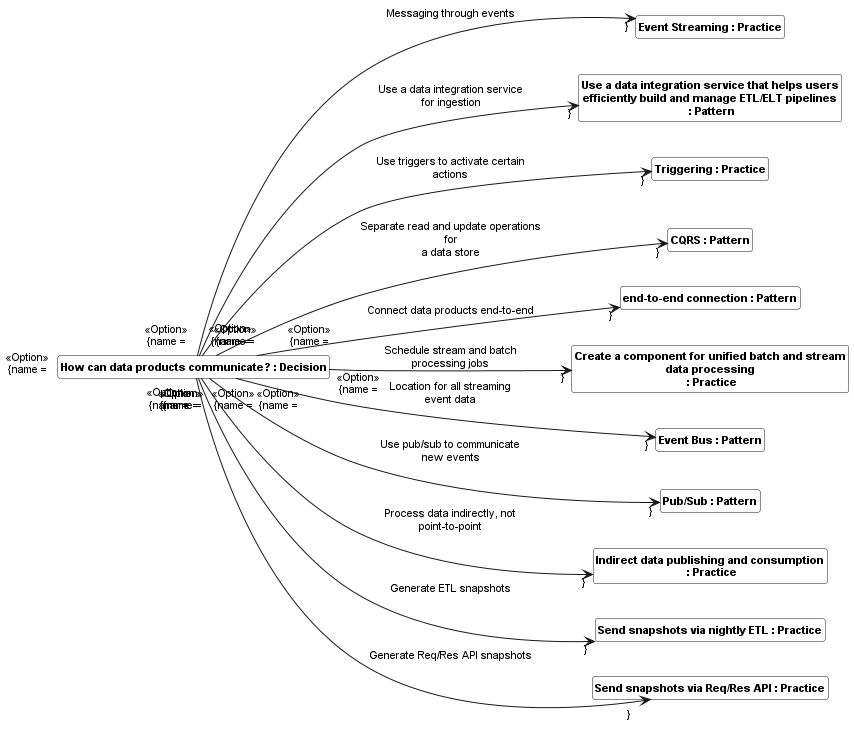 Messaging through events
}
Event Streaming : Practice
Use a data integration service
for ingestion
}
Use a data integration service that helps users
efficiently build and manage ETL/ELT pipelines
: Pattern
Use triggers to activate certain
actions
}
Triggering : Practice
Separate read and update operations
for
a data store
}
CQRS : Pattern
Connect data products end-to-end
}
end-to-end connection : Pattern
«Option»
{name =
«Option»
{name =
«Option»
{name =
«Option»
{name =
How can data products communicate? : Decision
Schedule stream and batch
processing jobs
}
Create a component for unified batch and stream
data processing
: Practice
«Option»
{name =
«Option»
{name =
«Option»
{name =
«Option»
{name =
Location for all streaming
event data
}
Event Bus : Pattern
Use pub/sub to communicate
new events
}
Pub/Sub : Pattern
Process data indirectly, not
point-to-point
}
Indirect data publishing and consumption
: Practice
Generate ETL snapshots
}
Send snapshots via nightly ETL : Practice
Generate Req/Res API snapshots
}
Send snapshots via Req/Res API : Practice